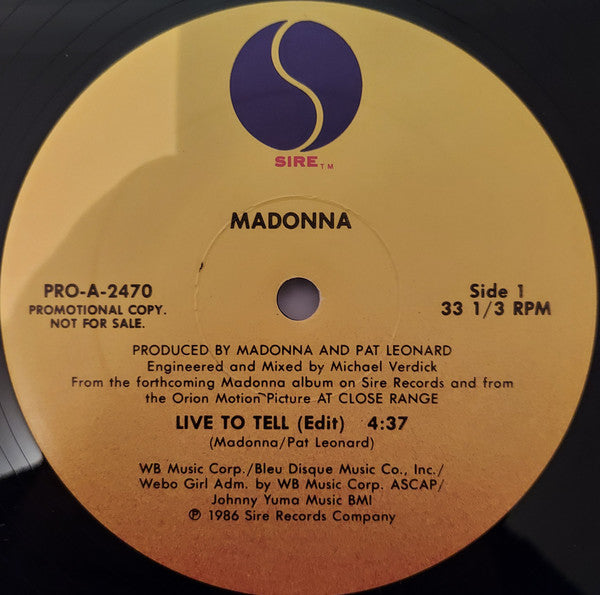 SIRE™
MADONNA
PRO-A-2470
PROMOTIONAL COPY.
NOT FOR SALE.
Side 1
33 1/3 RPM
PRODUCED BY MADONNA AND PAT LEONARD
Engineered and Mixed by Michael Verdick
From the forthcoming Madonna album on Sire Records and from
the Orion Motion Picture AT CLOSE RANGE
LIVE TO TELL (Edit) 4:37
(Madonna/Pat Leonard)
WB Music Corp./Bleu Disque Music Co., Inc./
Webo Girl Adm. by WB Music Corp. ASCAP/
Johnny Yuma Music BMI
℗ 1986 Sire Records Company